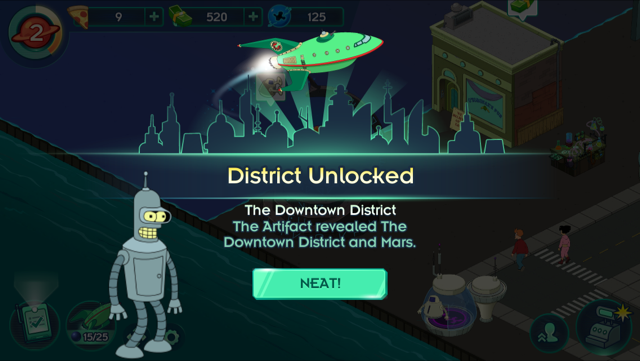 2
9
520
125
District Unlocked
The Downtown District
The Artifact revealed The
Downtown District and Mars.
NEAT!
15/25